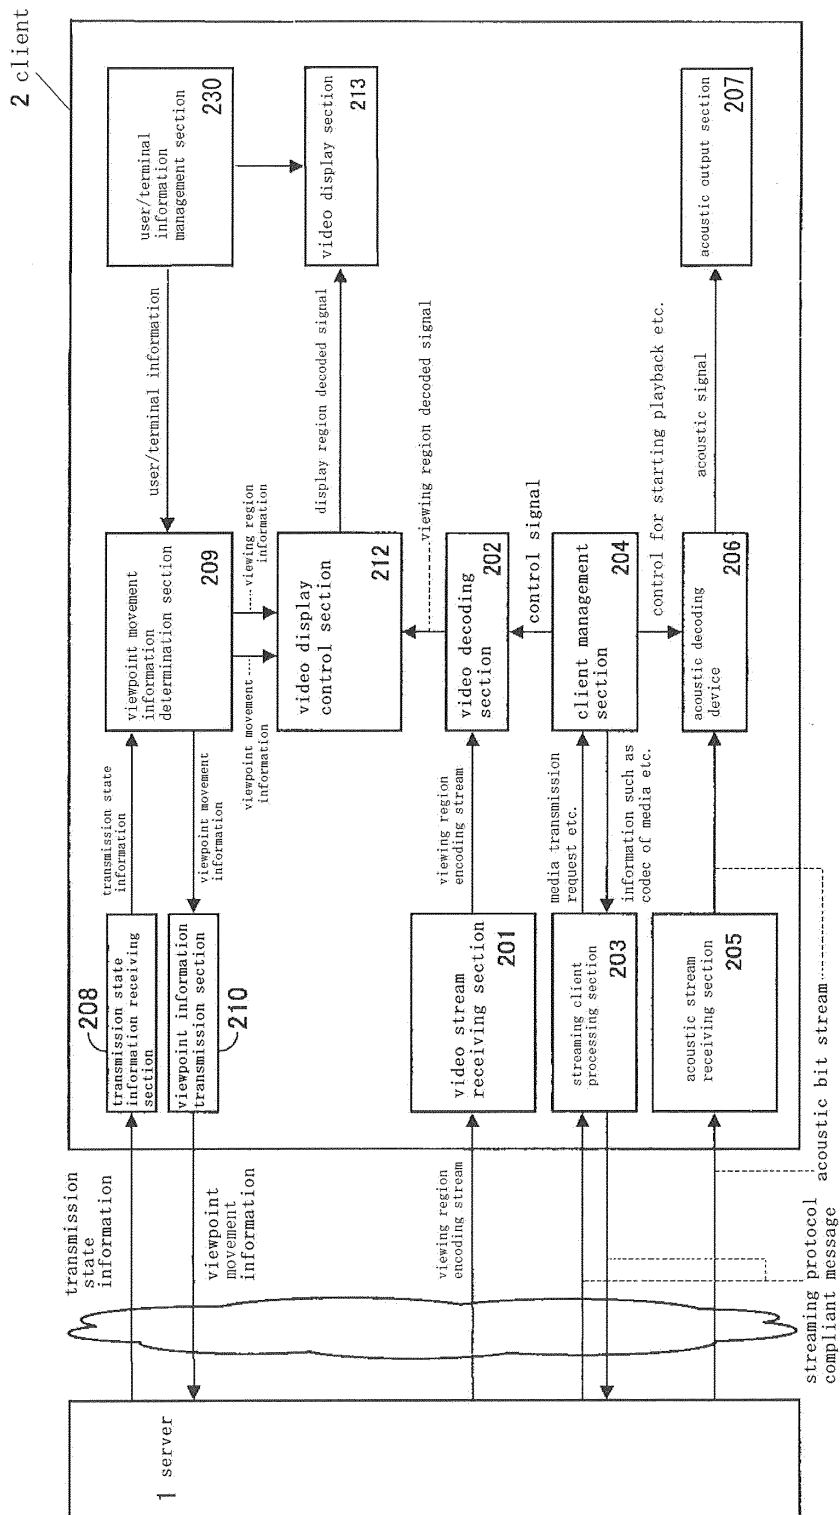 2 client
user/terminal
information
management section
230
video display section
213
acoustic output section
207
user/terminal information
display region decoded signal
viewing region decoded signal
control for starting playback etc.
acoustic signal
viewpoint movement
information
determination section
209
viewing region
information
viewpoint movement
information
video display
control section
212
video decoding
section
202
control signal
client management
section
204
acoustic decoding
device
206
transmission state
information
viewpoint movement
information
viewing region
encoding stream
media transmission
request etc.
information such as
codec of media etc.
208
transmission state
information receiving
section
viewpoint information
transmission section
210
video stream
receiving section
201
streaming client
processing section
203
acoustic stream
receiving section
205
acoustic bit stream
transmission
state
information
viewpoint
movement
information
viewing region
encoding stream
streaming protocol
compliant message
1 server